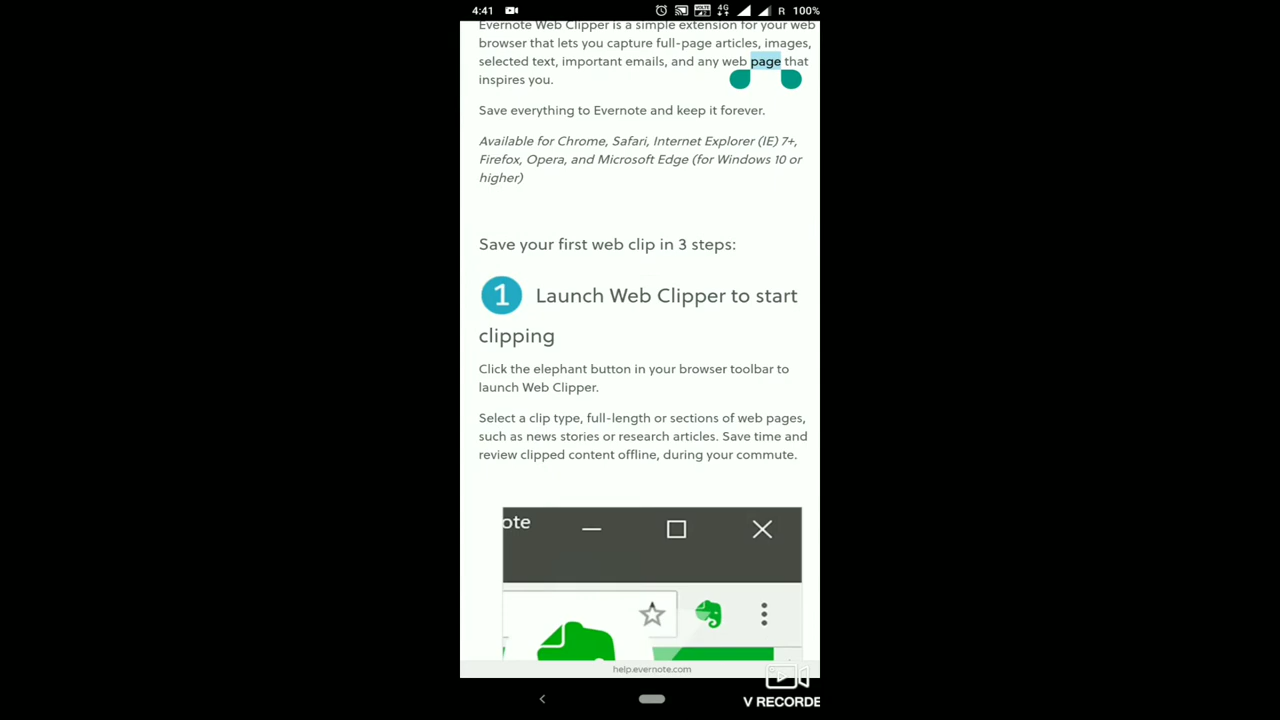 4:41
VOLTE 4G R 100%
Evernote Web Clipper is a simple extension for your web
browser that lets you capture full-page articles, images,
selected text, important emails, and any web page that
inspires you.
Save everything to Evernote and keep it forever.
Available for Chrome, Safari, Internet Explorer (IE) 7+,
Firefox, Opera, and Microsoft Edge (for Windows 10 or
higher)
Save your first web clip in 3 steps:
1 Launch Web Clipper to start
clipping
Click the elephant button in your browser toolbar to
launch Web Clipper.
Select a clip type, full-length or sections of web pages,
such as news stories or research articles. Save time and
review clipped content offline, during your commute.
ote
help.evernote.com
V RECORDE